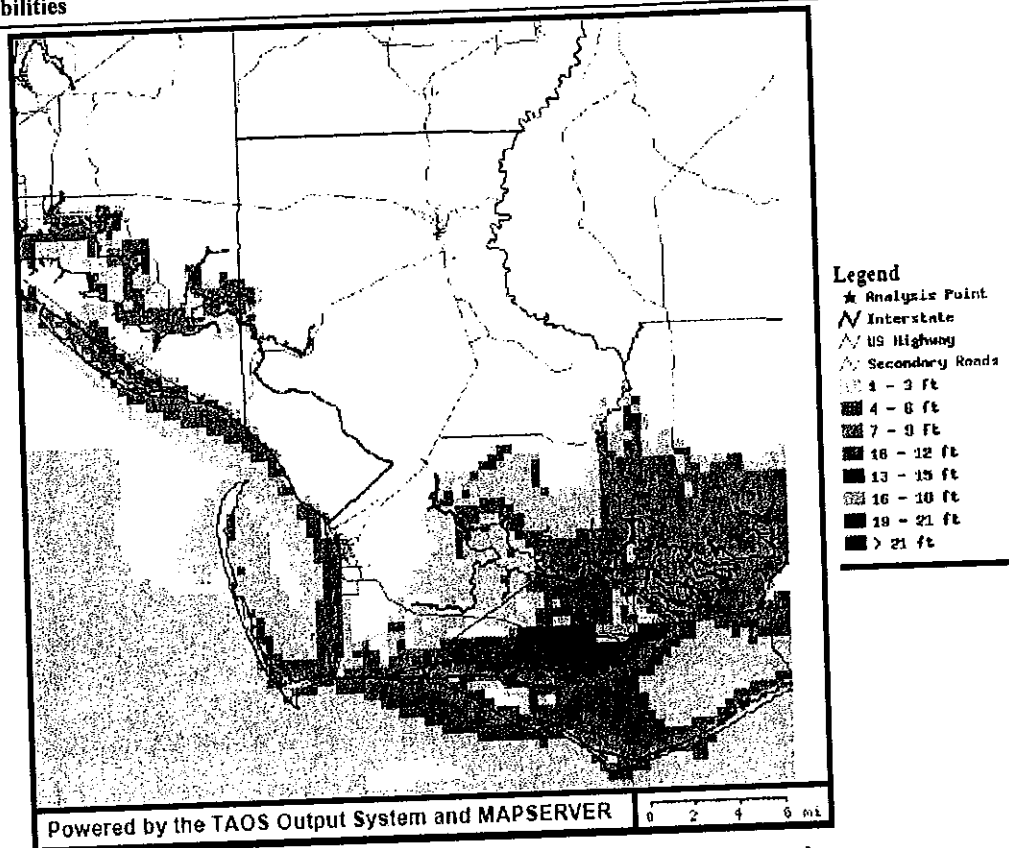 bilities
Legend
Analysis Point
Interstate
US Highway
Secondary Roads
1 - 3 ft
4 - 6 ft
7 - 9 ft
10 - 12 ft
13 - 15 ft
16 - 18 ft
19 - 21 ft
> 21 ft
Powered by the TAOS Output System and MAPSERVER
0 2 4 6 mi